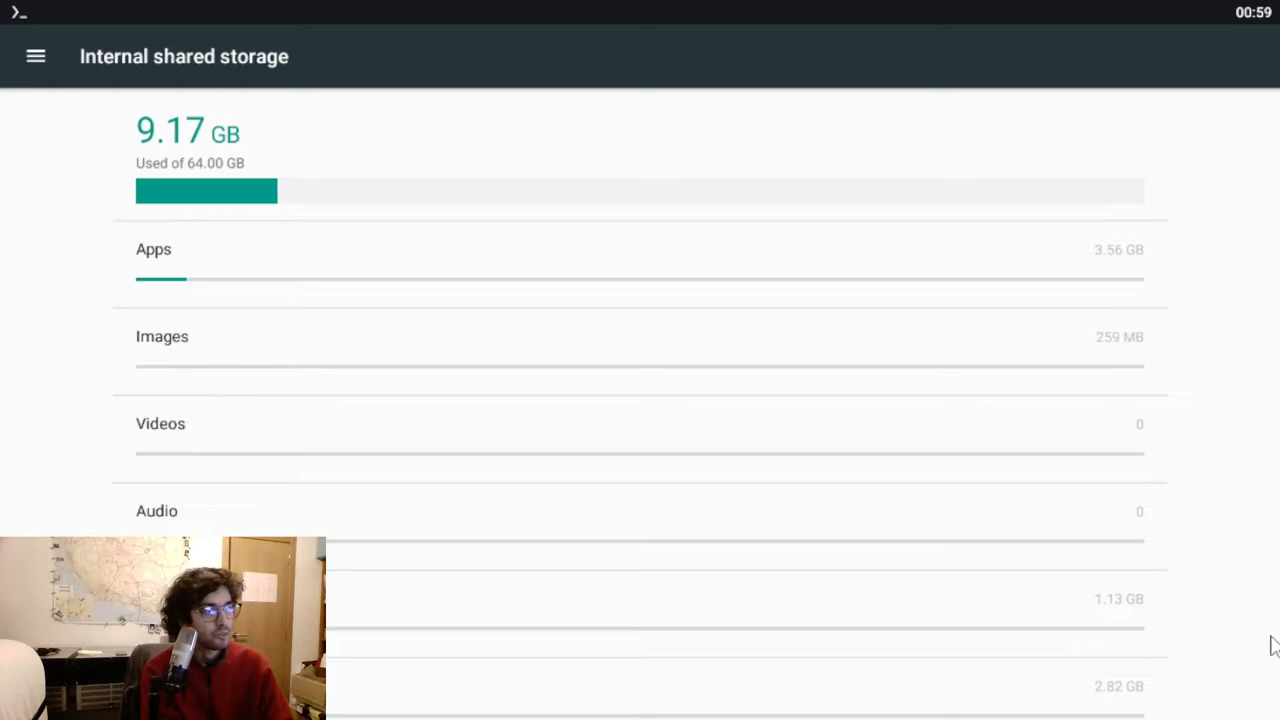 00:59
Internal shared storage
9.17 GB
Used of 64.00 GB
Apps 3.56 GB
Images 259 MB
Videos 0
Audio 0
1.13 GB
2.82 GB